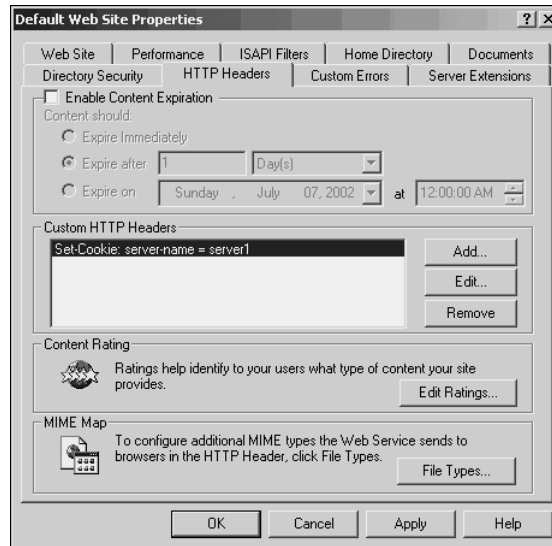 Default Web Site Properties
? X
Web Site Performance ISAPI Filters Home Directory Documents
Directory Security HTTP Headers Custom Errors Server Extensions
Enable Content Expiration
Content should:
Expire Immediately
Expire after 1 Day(s)
Expire on Sunday , July 07, 2002 at 12:00:00 AM
Custom HTTP Headers
Set-Cookie: server-name = server1
Add...
Edit...
Remove
Content Rating
Ratings help identify to your users what type of content your site
provides.
Edit Ratings...
MIME Map
To configure additional MIME types the Web Service sends to
browsers in the HTTP Header, click File Types.
File Types...
OK Cancel Apply Help